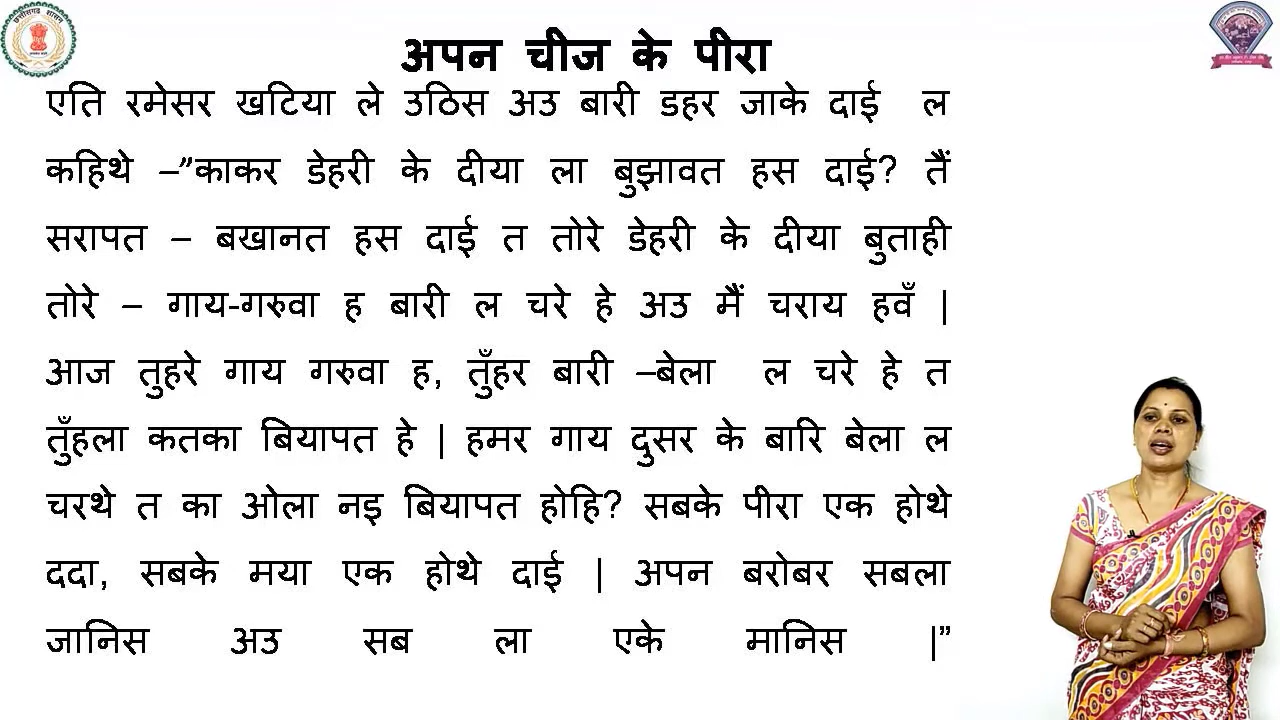 अपन चीज के पीरा
एति रमेसर खटिया ले उठिस अउ बारी डहर जाके दाई ल
कहिथे –"काकर डेहरी के दीया ला बुझावत हस दाई? तैं
सरापत – बखानत हस दाई त तोरे डेहरी के दीया बुताही
तोरे – गाय-गरुवा ह बारी ल चरे हे अउ मैं चराय हवँ |
आज तुहरे गाय गरुवा ह, तुँहर बारी –बेला ल चरे हे त
तुँहला कतका बियापत हे | हमर गाय दुसर के बारि बेला ल
चरथे त का ओला नइ बियापत होहि? सबके पीरा एक होथे
ददा, सबके मया एक होथे दाई | अपन बरोबर सबला
जानिस अउ सब ला एके मानिस |"